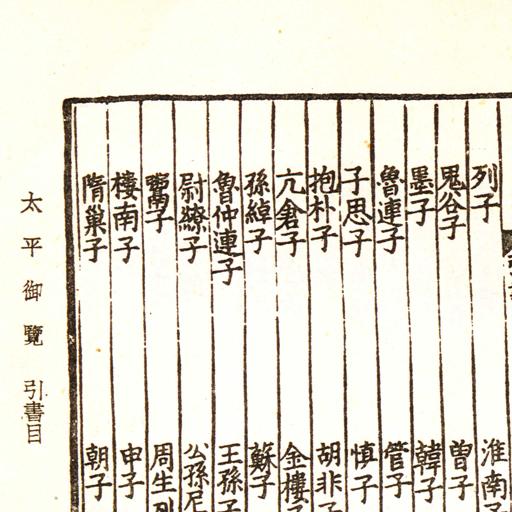 列子 淮南子
鬼谷子 曾子
墨子 韓子
魯連子 管子
子思子 慎子
抱朴子 胡非子
亢倉子 金樓子
孫綽子 蘇子
魯仲連子 王孫子
尉繚子 公孫尼
鶡子 周生列
樓南子 申子
隋巢子 朝子
太平御覽 引書目